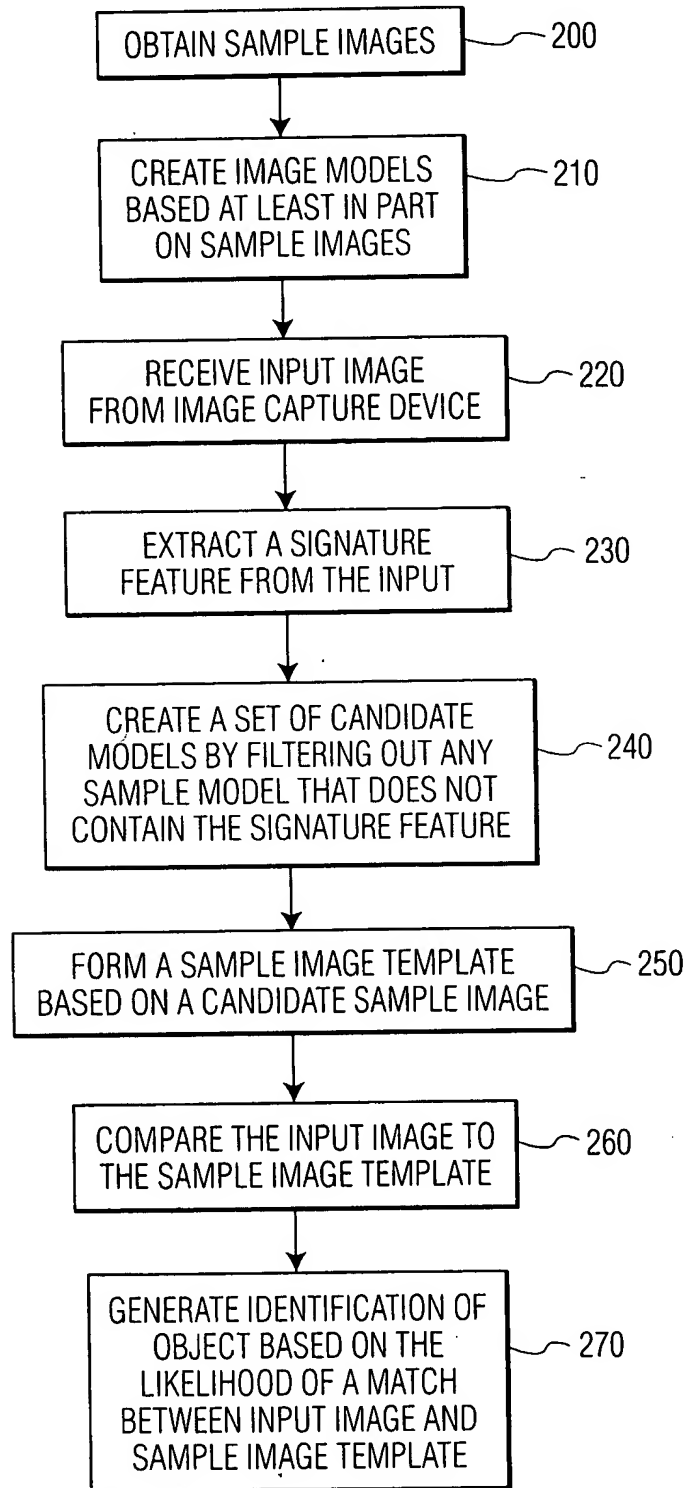 OBTAIN SAMPLE IMAGES
200
CREATE IMAGE MODELS
BASED AT LEAST IN PART
ON SAMPLE IMAGES
210
RECEIVE INPUT IMAGE
FROM IMAGE CAPTURE DEVICE
220
EXTRACT A SIGNATURE
FEATURE FROM THE INPUT
230
CREATE A SET OF CANDIDATE
MODELS BY FILTERING OUT ANY
SAMPLE MODEL THAT DOES NOT
CONTAIN THE SIGNATURE FEATURE
240
FORM A SAMPLE IMAGE TEMPLATE
BASED ON A CANDIDATE SAMPLE IMAGE
250
COMPARE THE INPUT IMAGE TO
THE SAMPLE IMAGE TEMPLATE
260
GENERATE IDENTIFICATION OF
OBJECT BASED ON THE
LIKELIHOOD OF A MATCH
BETWEEN INPUT IMAGE AND
SAMPLE IMAGE TEMPLATE
270